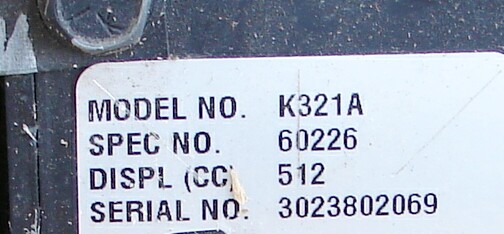 MODEL NO. K321A
SPEC NO. 60226
DISPL (CC) 512
SERIAL NO. 3023802069